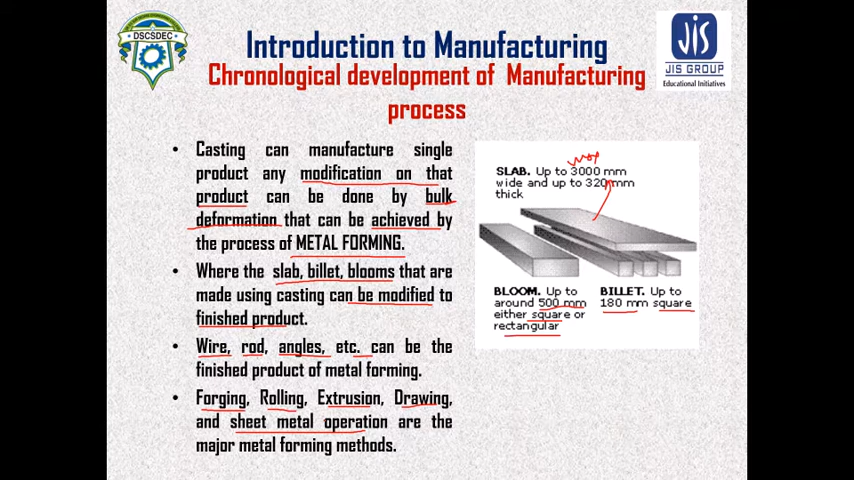 DSCSDEC
Introduction to Manufacturing
Chronological development of Manufacturing
process
JIS
JIS GROUP
Educational Initiatives
• Casting can manufacture single
product any modification on that
product can be done by bulk
deformation that can be achieved by
the process of METAL FORMING.
• Where the slab, billet, blooms that are
made using casting can be modified to
finished product.
• Wire, rod, angles, etc. can be the
finished product of metal forming.
• Forging, Rolling, Extrusion, Drawing,
and sheet metal operation are the
major metal forming methods.
SLAB. Up to 3000 mm
wide and up to 320 mm
thick
BLOOM. Up to
around 500 mm
either square or
rectangular
BILLET. Up to
180 mm square